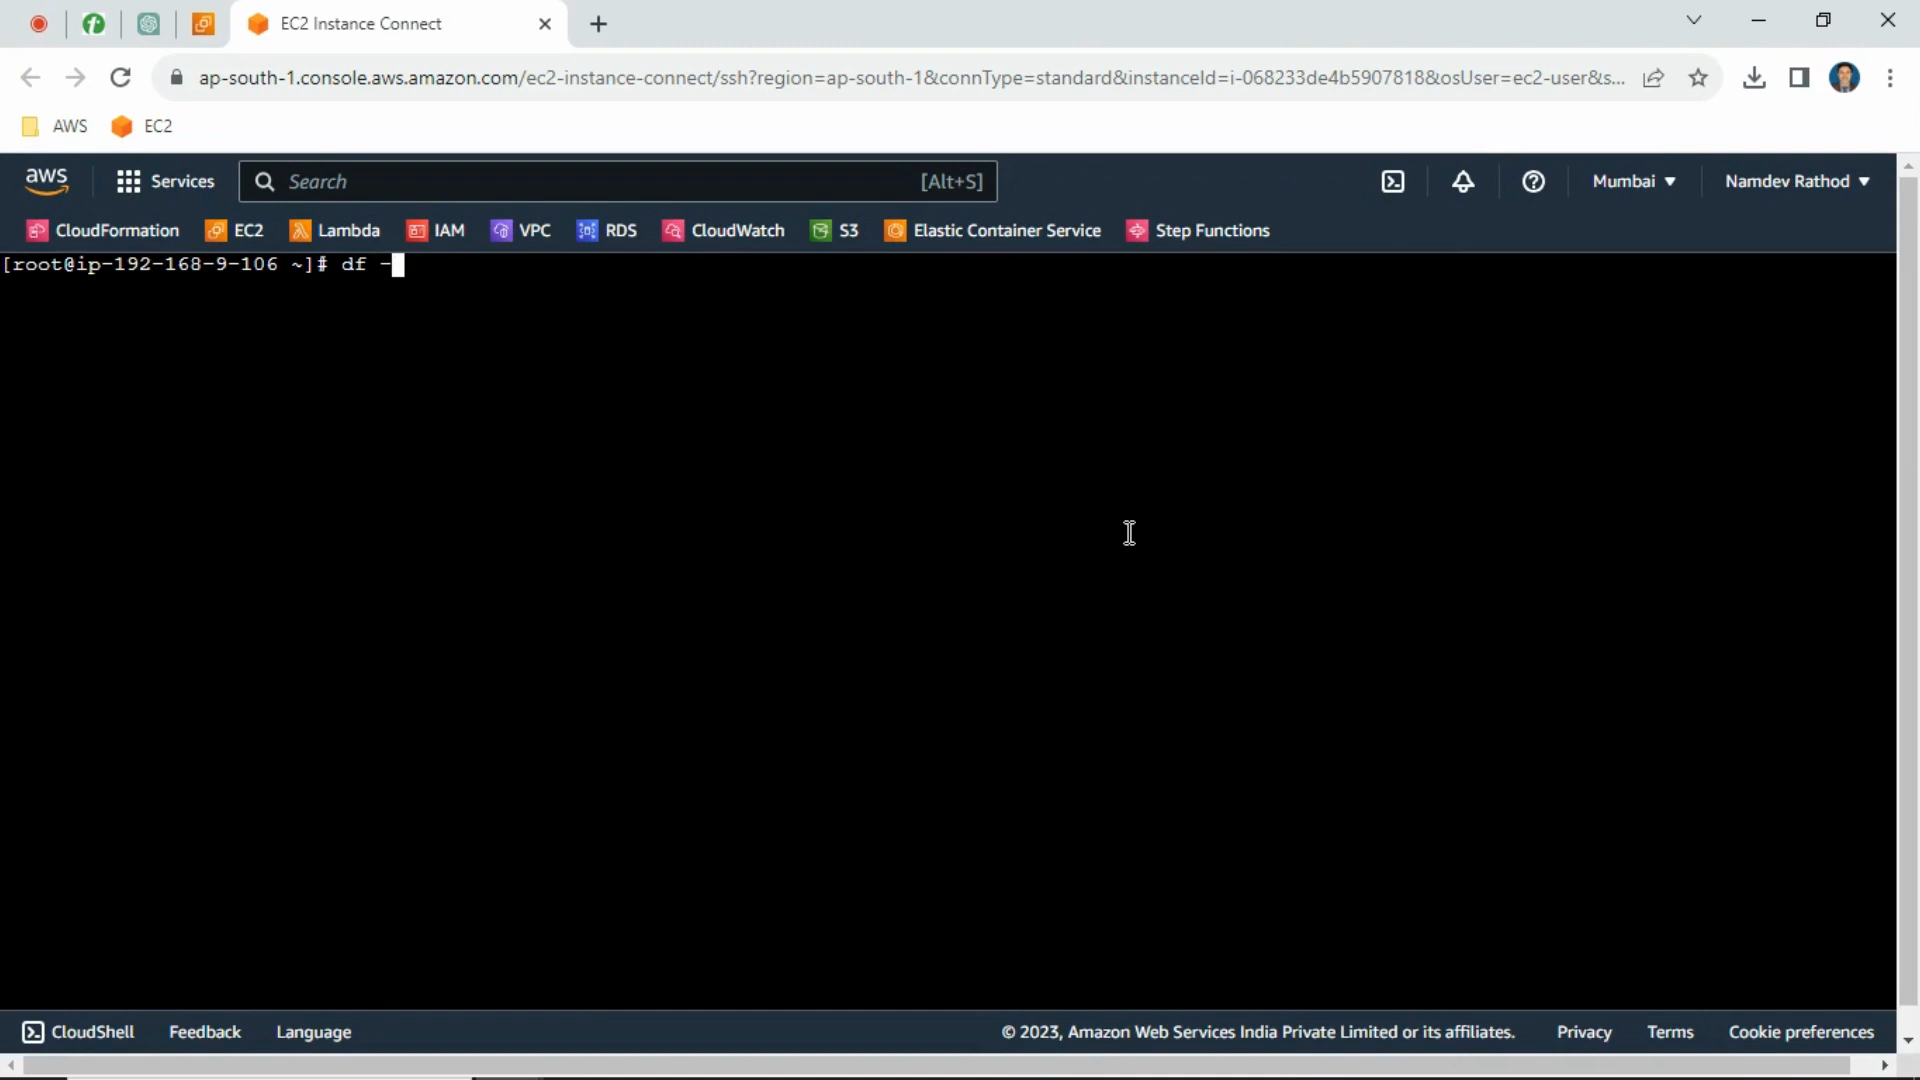 EC2 Instance Connect
ap-south-1.console.aws.amazon.com/ec2-instance-connect/ssh?region=ap-south-1&connType=standard&instanceId=i-068233de4b5907818&osUser=ec2-user&s...
AWS EC2
aws Services Search [Alt+S] Mumbai ▼ Namdev Rathod ▼
CloudFormation EC2 Lambda IAM VPC RDS CloudWatch S3 Elastic Container Service Step Functions
[root@ip-192-168-9-106 ~]# df -
CloudShell Feedback Language © 2023, Amazon Web Services India Private Limited or its affiliates. Privacy Terms Cookie preferences